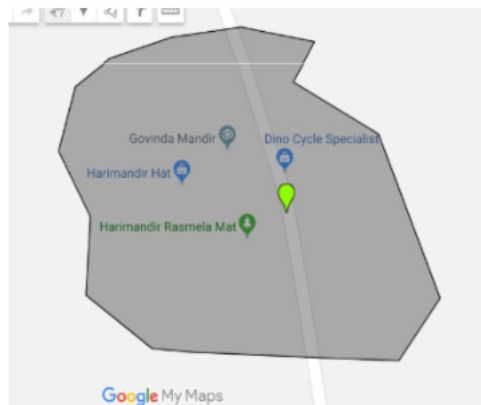 Govinda Mandir
Dino Cycle Specialist
Harimandir Hat
Harimandir Rasmela Mat
Google My Maps